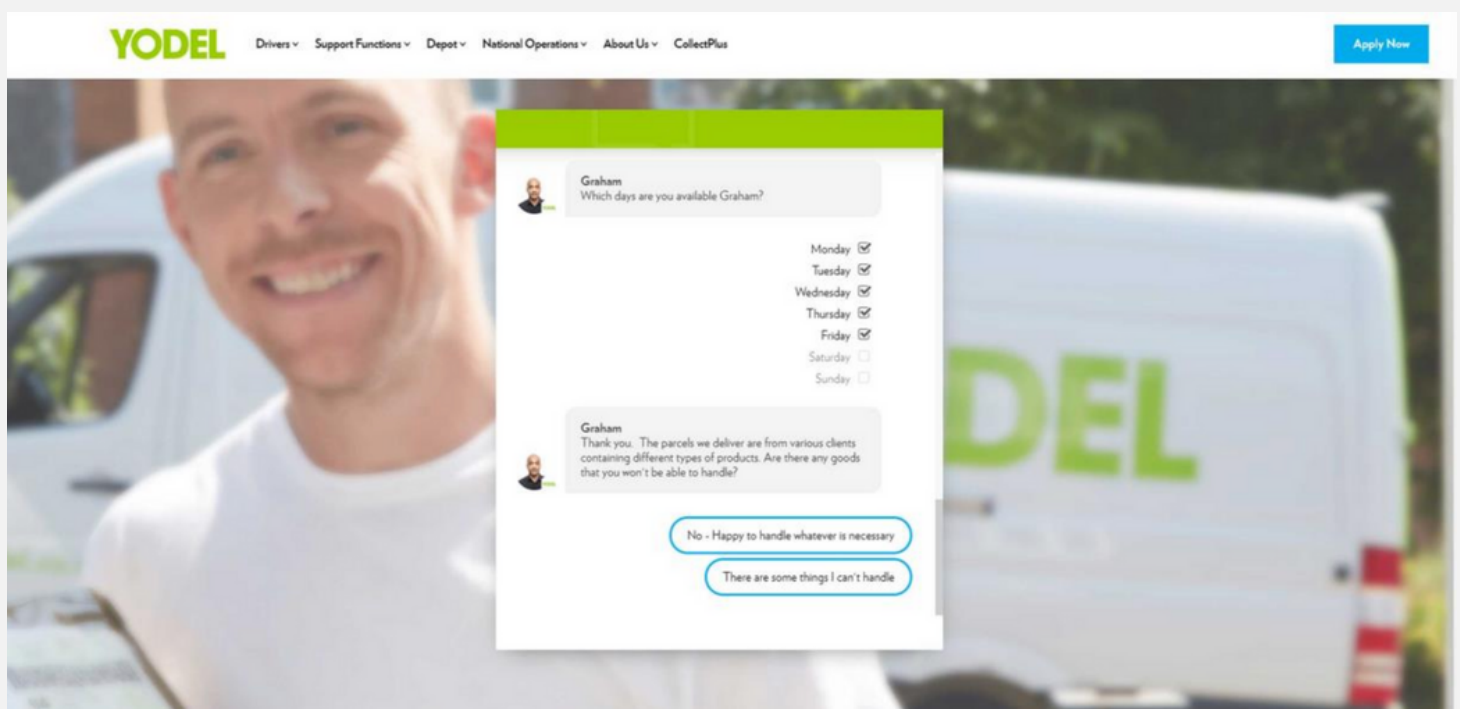 YODEL
Drivers
Support Functions
Depot
National Operations
About Us
CollectPlus
Apply Now
Graham
Which days are you available Graham?
Monday
Tuesday
Wednesday
Thursday
Friday
Saturday
Sunday
Graham
Thank you. The parcels we deliver are from various clients
containing different types of products. Are there any goods
that you won't be able to handle?
No - Happy to handle whatever is necessary
There are some things I can't handle
DEL